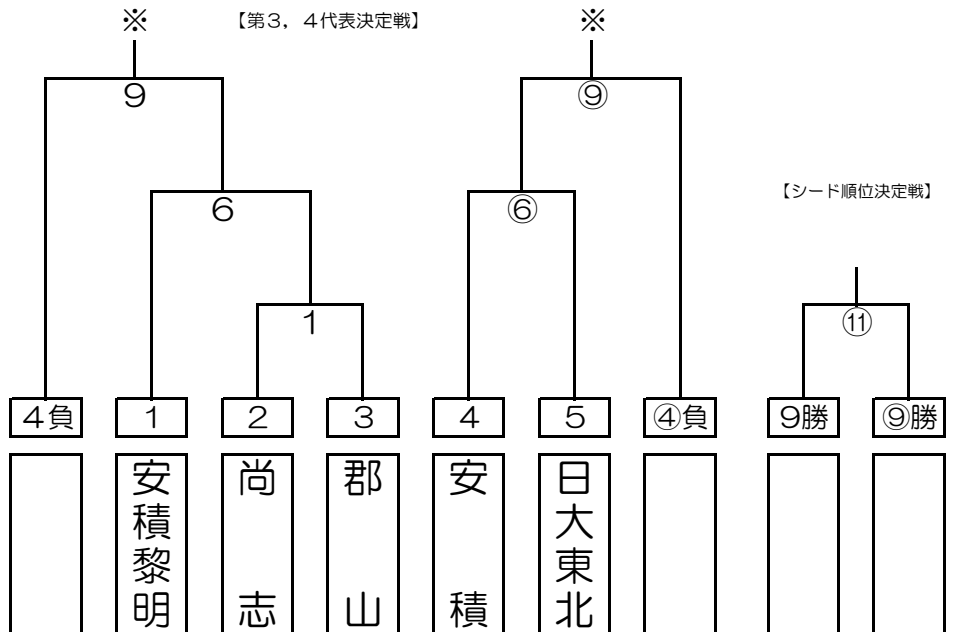 ※ 【第3，4代表決定戦】 ※
9 ⑨
【シード順位決定戦】
6 ⑥
1 ⑪
4負 1 2 3 4 5 ④負 9勝 ⑨勝
安積黎明
尚志
郡山
安積
日大東北